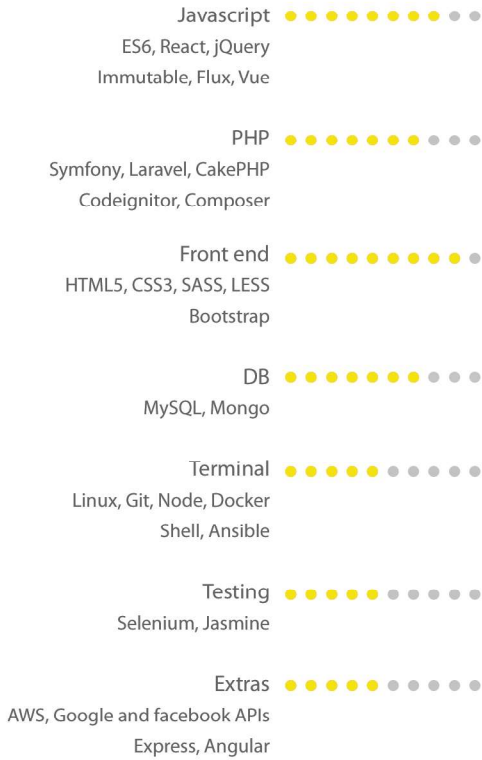 Javascript
ES6, React, jQuery
Immutable, Flux, Vue
PHP
Symfony, Laravel, CakePHP
Codeignitor, Composer
Front end
HTML5, CSS3, SASS, LESS
Bootstrap
DB
MySQL, Mongo
Terminal
Linux, Git, Node, Docker
Shell, Ansible
Testing
Selenium, Jasmine
Extras
AWS, Google and facebook APIs
Express, Angular